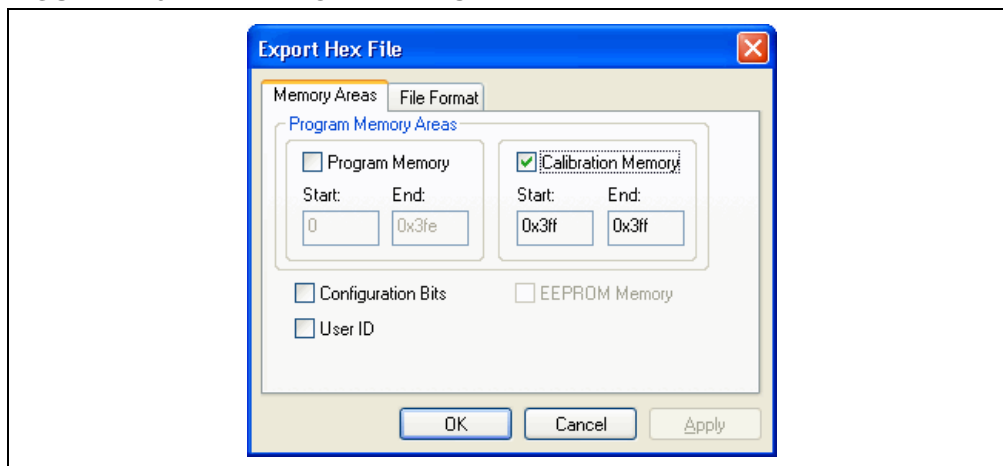 Export Hex File
Memory Areas File Format
Program Memory Areas
Program Memory Calibration Memory
Start: End: Start: End:
0 0x3fe 0x3ff 0x3ff
Configuration Bits EEPROM Memory
User ID
OK Cancel Apply